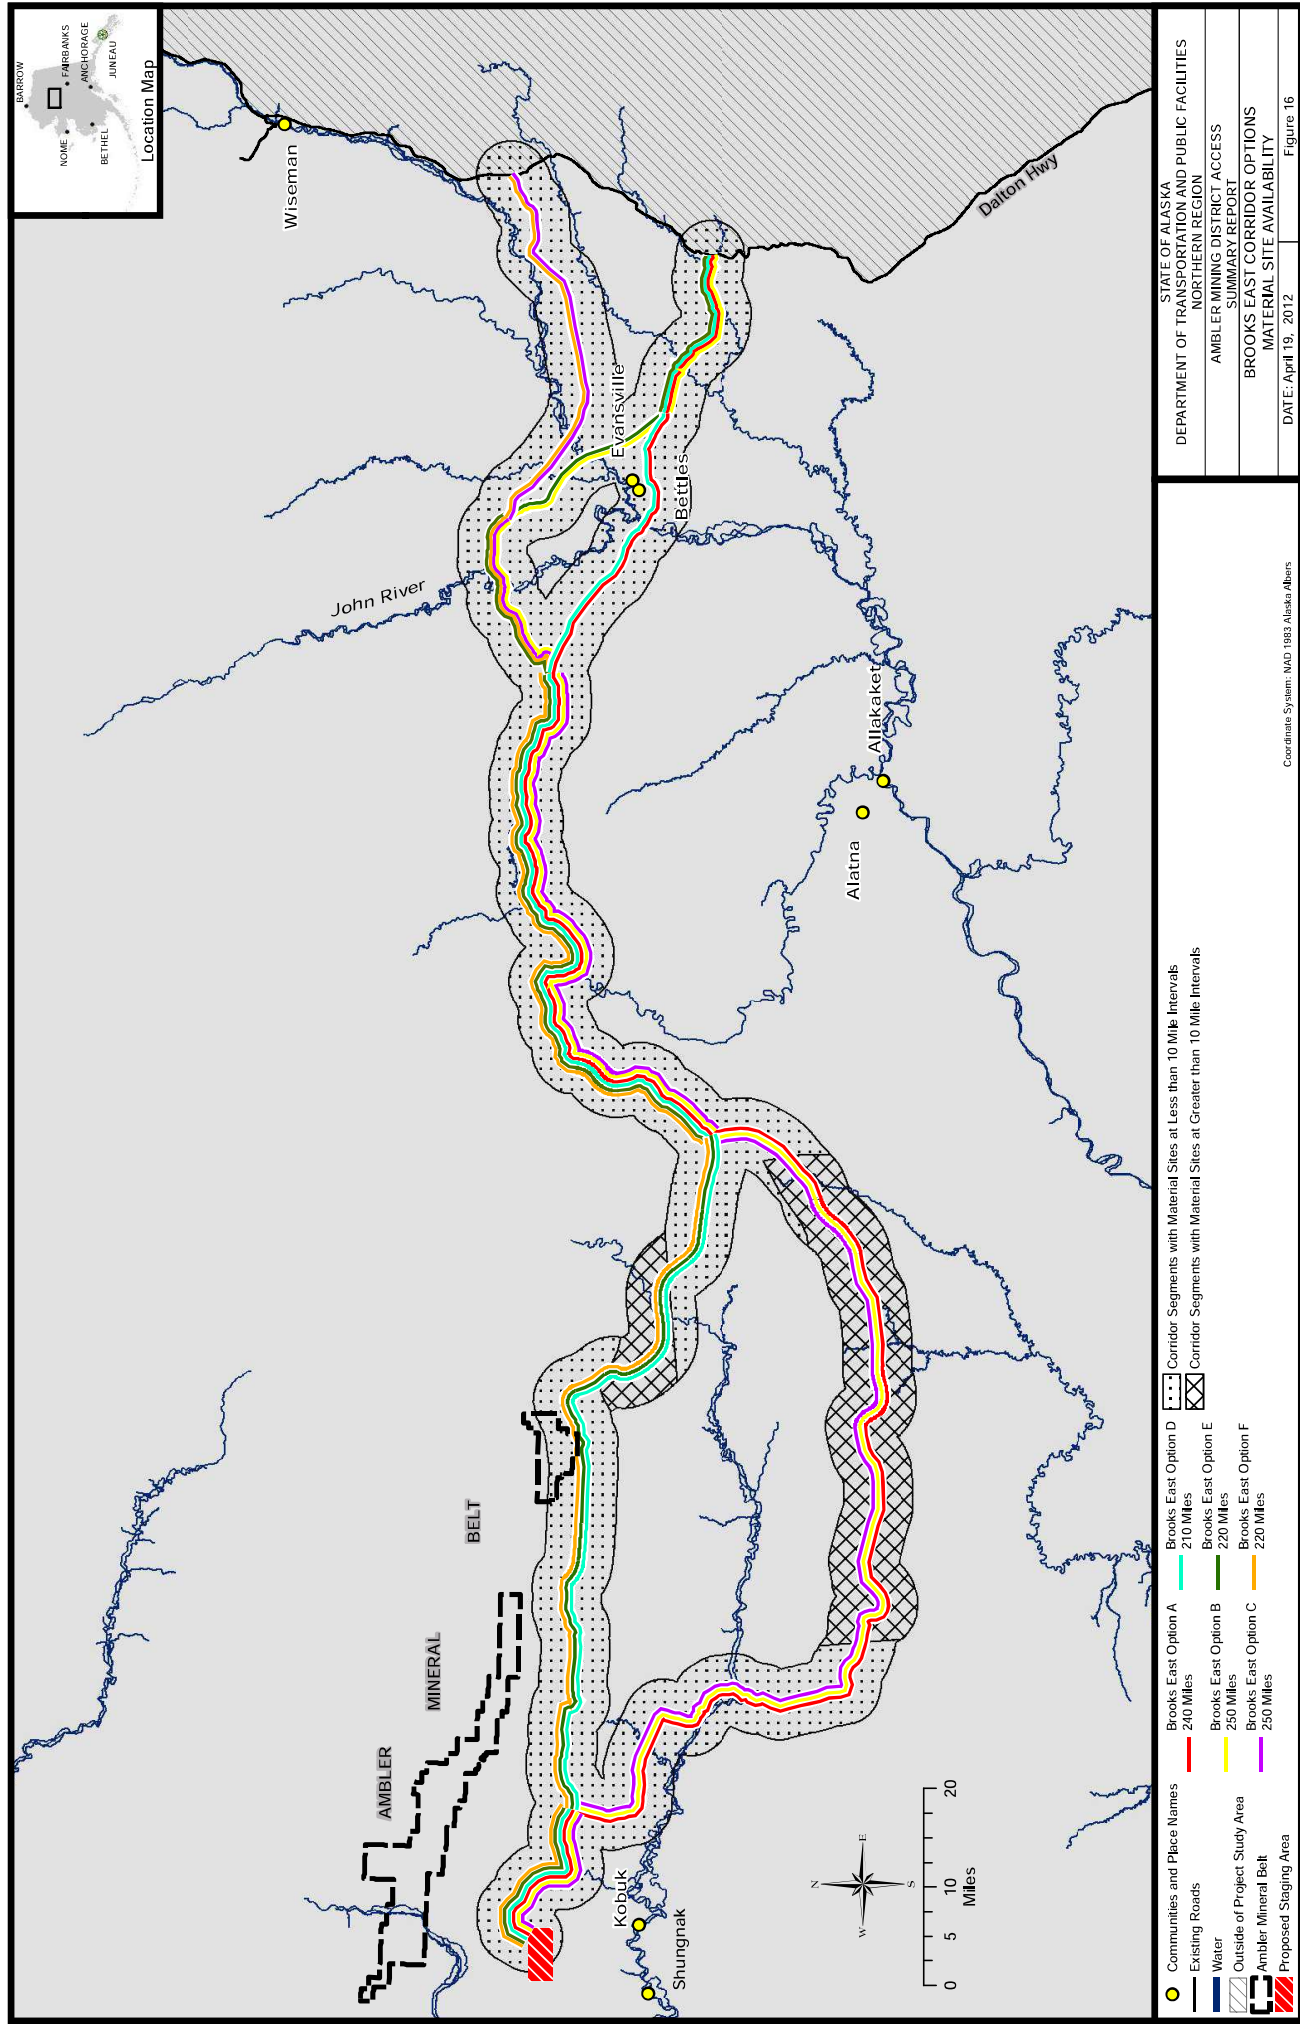 BARROW
FAIRBANKS
NOME
ANCHORAGE
BETHEL
JUNEAU
Location Map
Wiseman
Dalton Hwy
Evansville
Bettles
John River
Allakaket
Alatna
AMBLER
MINERAL
BELT
Kobuk
Shungnak
N
W
E
S
0
5
10
20
Miles
Communities and Place Names
Existing Roads
Water
Outside of Project Study Area
Ambler Mineral Belt
Proposed Staging Area
Brooks East Option A
240 Miles
Brooks East Option B
250 Miles
Brooks East Option C
250 Miles
Brooks East Option D
210 Miles
Brooks East Option E
220 Miles
Brooks East Option F
220 Miles
Corridor Segments with Material Sites at Less than 10 Mile Intervals
Corridor Segments with Material Sites at Greater than 10 Mile Intervals
Coordinate System: NAD 1983 Alaska Albers
STATE OF ALASKA
DEPARTMENT OF TRANSPORTATION AND PUBLIC FACILITIES
NORTHERN REGION
AMBLER MINING DISTRICT ACCESS
SUMMARY REPORT
BROOKS EAST CORRIDOR OPTIONS
MATERIAL SITE AVAILABILITY
DATE: April 19, 2012
Figure 16